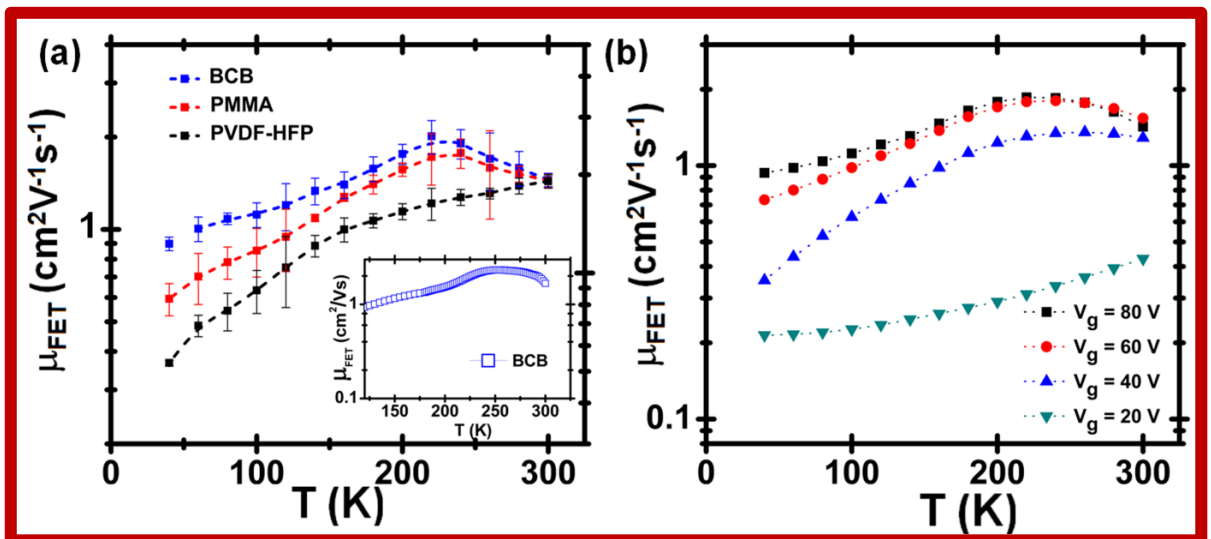 (a)
BCB
PMMA
PVDF-HFP
μFET (cm²V⁻¹s⁻¹)
1
0
100
200
300
T (K)
μFET (cm²/Vs)
1
0.1
BCB
150
200
250
300
T (K)
(b)
μFET (cm²V⁻¹s⁻¹)
1
0.1
Vg = 80 V
Vg = 60 V
Vg = 40 V
Vg = 20 V
0
100
200
300
T (K)